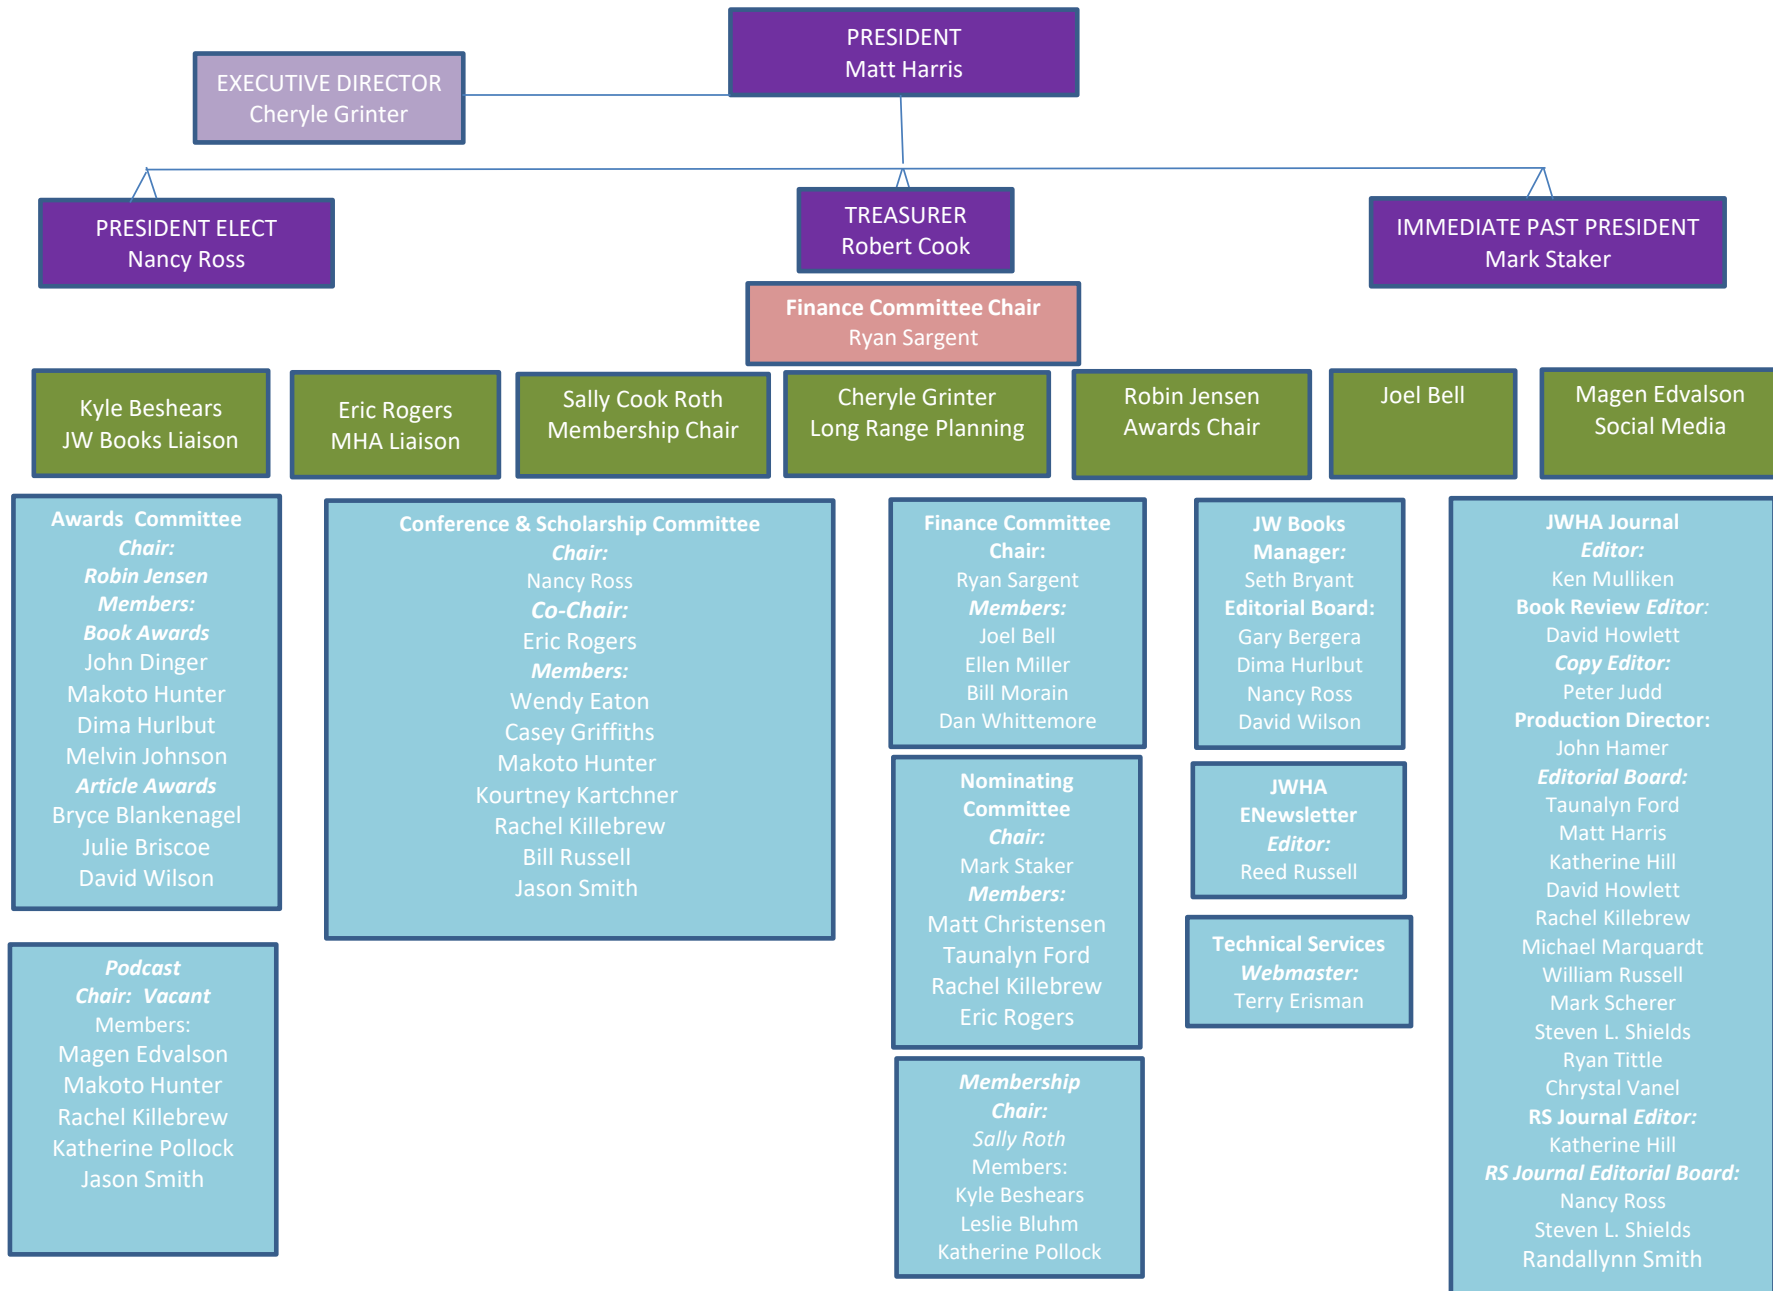 PRESIDENT
Matt Harris
EXECUTIVE DIRECTOR
Cheryle Grinter
PRESIDENT ELECT
Nancy Ross
TREASURER
Robert Cook
IMMEDIATE PAST PRESIDENT
Mark Staker
Finance Committee Chair
Ryan Sargent
Kyle Beshears
JW Books Liaison
Eric Rogers
MHA Liaison
Sally Cook Roth
Membership Chair
Cheryle Grinter
Long Range Planning
Robin Jensen
Awards Chair
Joel Bell
Magen Edvalson
Social Media
Awards Committee
Chair:
Robin Jensen
Members:
Book Awards
John Dinger
Makoto Hunter
Dima Hurlbut
Melvin Johnson
Article Awards
Bryce Blankenagel
Julie Briscoe
David Wilson
Podcast
Chair: Vacant
Members:
Magen Edvalson
Makoto Hunter
Rachel Killebrew
Katherine Pollock
Jason Smith
Conference & Scholarship Committee
Chair:
Nancy Ross
Co-Chair:
Eric Rogers
Members:
Wendy Eaton
Casey Griffiths
Makoto Hunter
Kourtney Kartchner
Rachel Killebrew
Bill Russell
Jason Smith
Finance Committee
Chair:
Ryan Sargent
Members:
Joel Bell
Ellen Miller
Bill Morain
Dan Whittemore
Nominating
Committee
Chair:
Mark Staker
Members:
Matt Christensen
Taunalyn Ford
Rachel Killebrew
Eric Rogers
Membership
Chair:
Sally Roth
Members:
Kyle Beshears
Leslie Bluhm
Katherine Pollock
JW Books
Manager:
Seth Bryant
Editorial Board:
Gary Bergera
Dima Hurlbut
Nancy Ross
David Wilson
JWHA
ENewsletter
Editor:
Reed Russell
Technical Services
Webmaster:
Terry Erisman
JWHA Journal
Editor:
Ken Mulliken
Book Review Editor:
David Howlett
Copy Editor:
Peter Judd
Production Director:
John Hamer
Editorial Board:
Taunalyn Ford
Matt Harris
Katherine Hill
David Howlett
Rachel Killebrew
Michael Marquardt
William Russell
Mark Scherer
Steven L. Shields
Ryan Tittle
Chrystal Vanel
RS Journal Editor:
Katherine Hill
RS Journal Editorial Board:
Nancy Ross
Steven L. Shields
Randallynn Smith